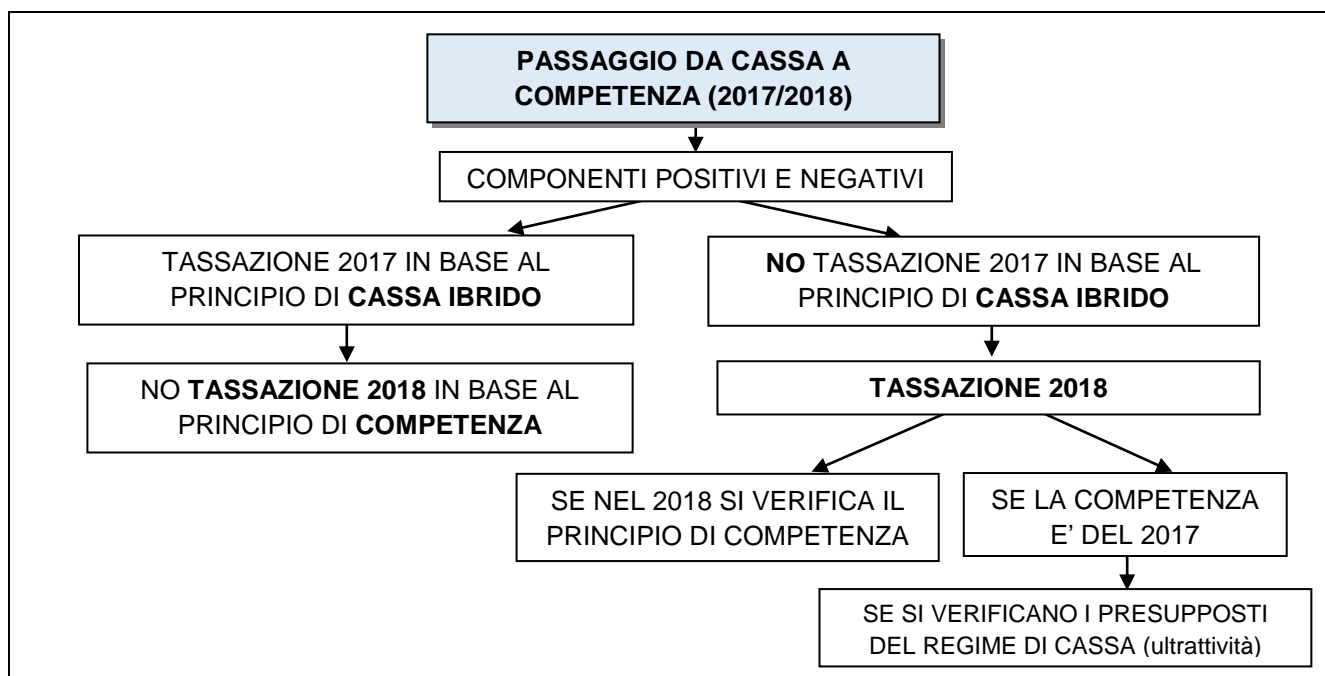 PASSAGGIO DA CASSA A
COMPETENZA (2017/2018)
COMPONENTI POSITIVI E NEGATIVI
TASSAZIONE 2017 IN BASE AL
PRINCIPIO DI CASSA IBRIDO
NO TASSAZIONE 2017 IN BASE AL
PRINCIPIO DI CASSA IBRIDO
NO TASSAZIONE 2018 IN BASE AL
PRINCIPIO DI COMPETENZA
TASSAZIONE 2018
SE NEL 2018 SI VERIFICA IL
PRINCIPIO DI COMPETENZA
SE LA COMPETENZA
E’ DEL 2017
SE SI VERIFICANO I PRESUPPOSTI
DEL REGIME DI CASSA (ultrattività)